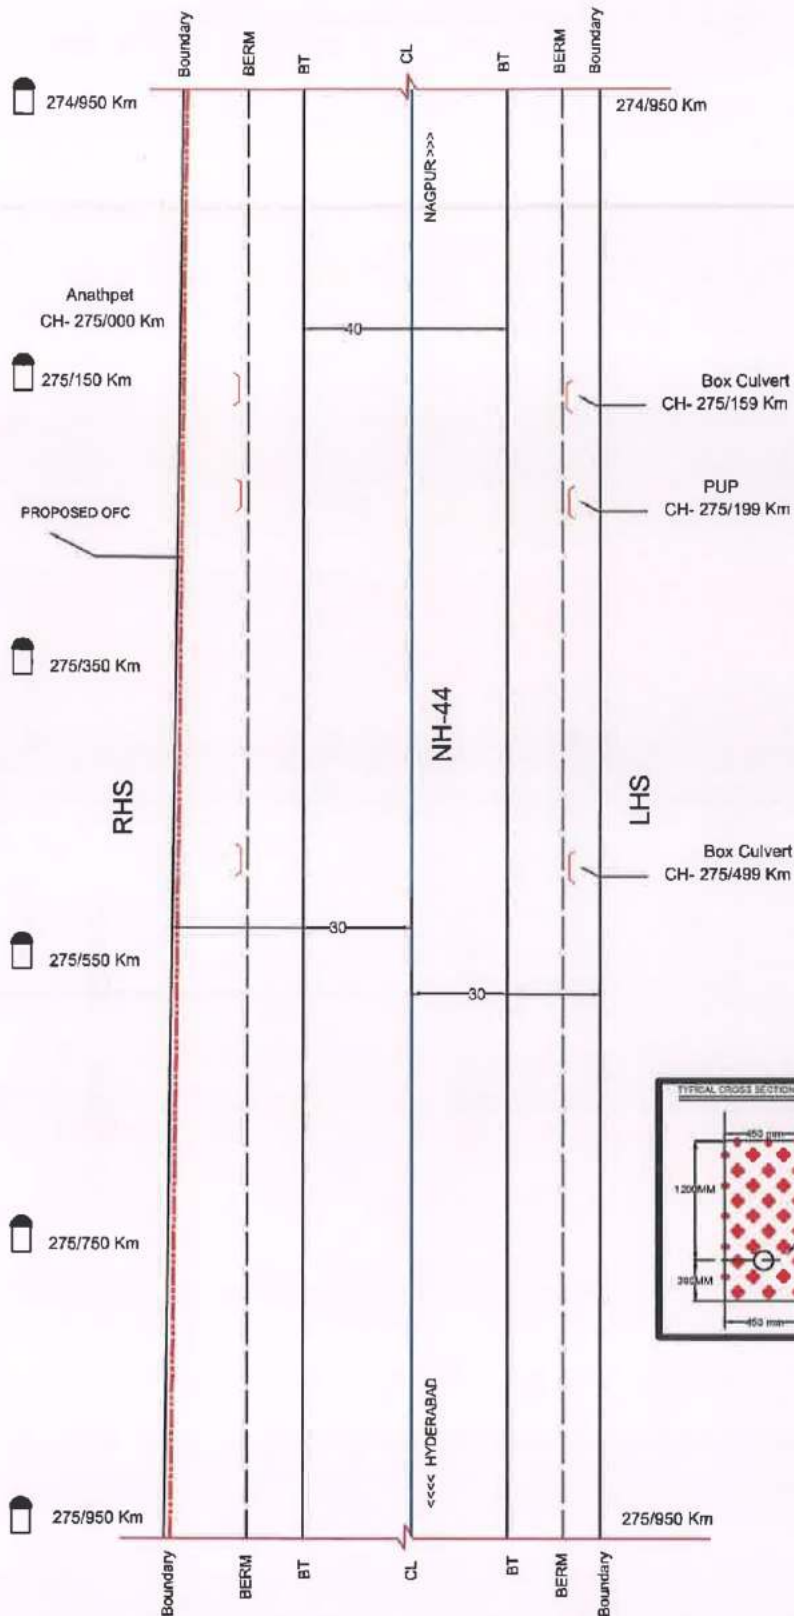 Boundary
BERM
BT
CL
BT
BERM
Boundary
274/950 Km
274/950 Km
NAGPUR >>>
Anathpet
CH- 275/000 Km
40
275/150 Km
Box Culvert
CH- 275/159 Km
PUP
CH- 275/199 Km
PROPOSED OFC
275/350 Km
NH-44
RHS
LHS
Box Culvert
CH- 275/499 Km
30
275/550 Km
30
TYPICAL CROSS SECTION
450 mm
1200MM
450 mm
275/750 Km
<<<< HYDERABAD
275/950 Km
275/950 Km
Boundary
BERM
BT
CL
BT
BERM
Boundary